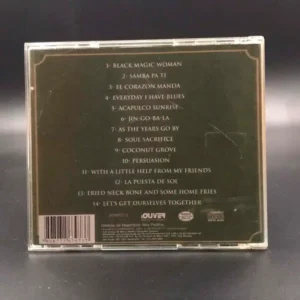 1- BLACK MAGIC WOMAN
2- SAMBA PA TI
3- EL CORAZON MANDA
4- EVERYDAY I HAVE BLUES
5- ACAPULCO SUNRISE
6- JIN-GO-BA-LA
7- AS THE YEARS GO BY
8- SOUL SACRIFICE
9- COCONUT GROVE
10- PERSUASION
11- WITH A LITTLE HELP FROM MY FRIENDS
12- LA PUESTA DE SOL
13- FRIED NECK BONE AND SOME HOME FRIES
14- LET'S GET OURSELVES TOGETHER
OLIVER